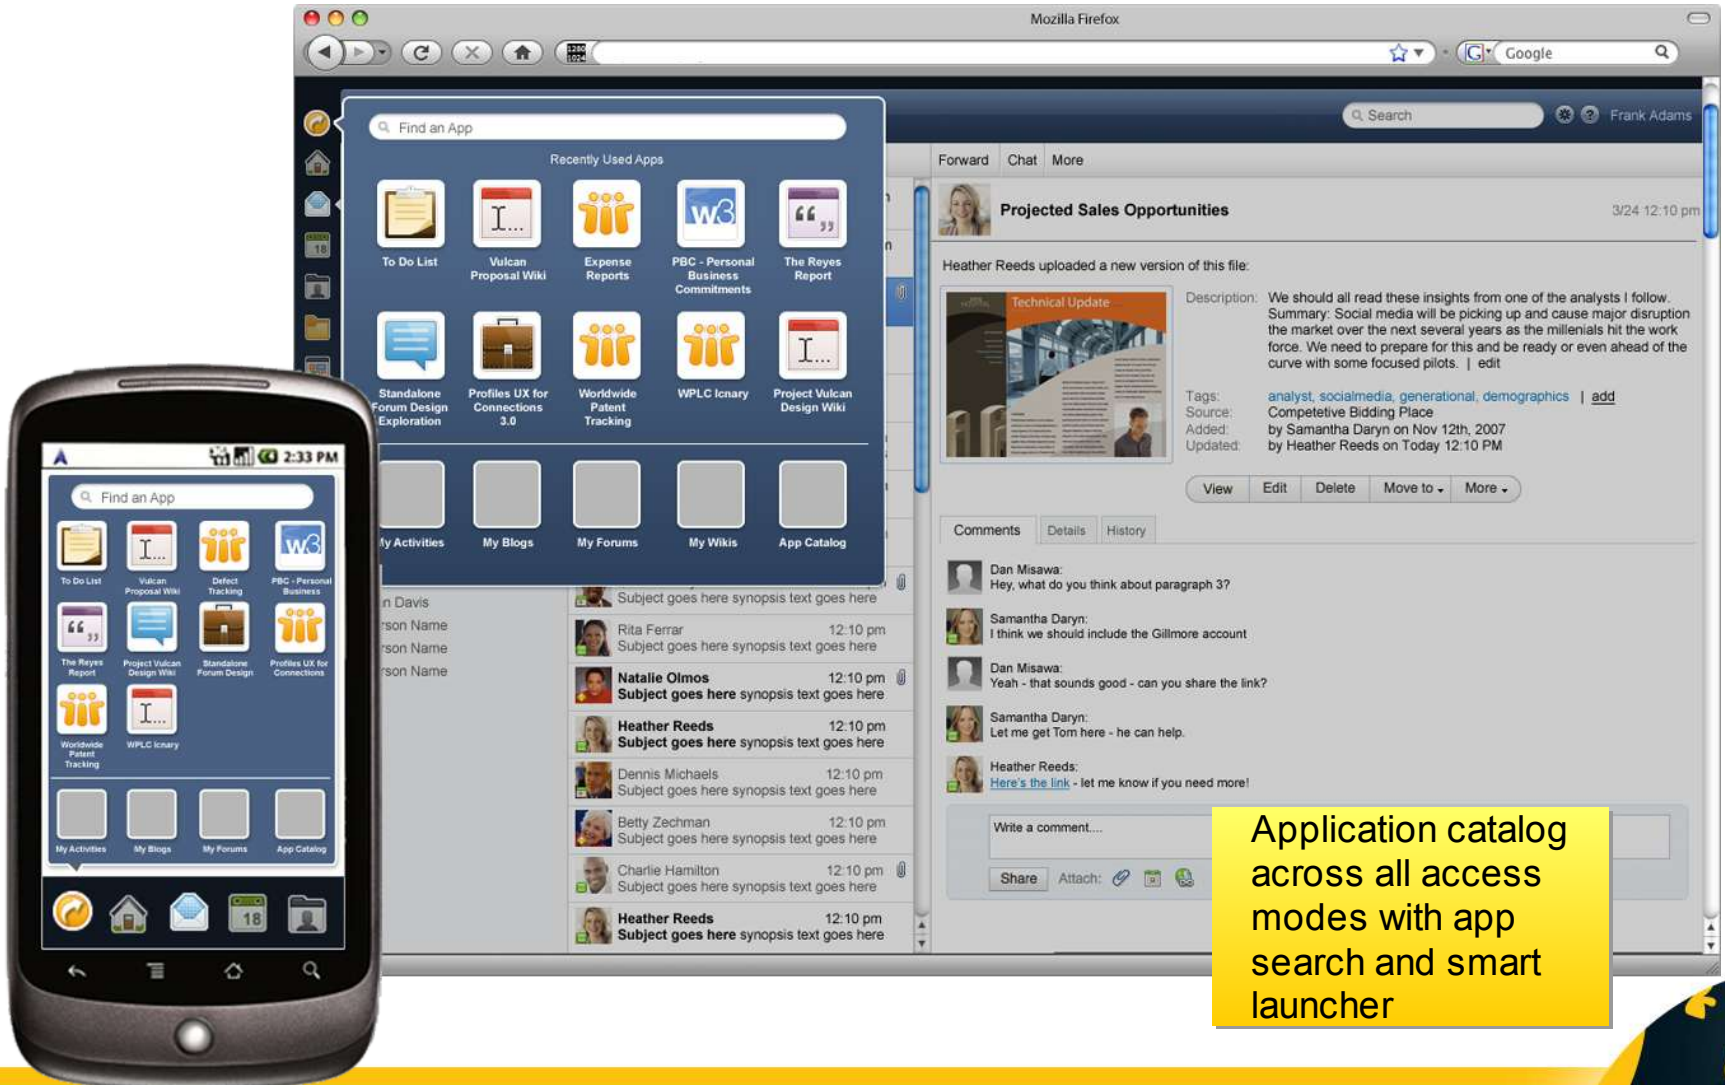 Mozilla Firefox
1280
1024
Google
Find an App
Search
Frank Adams
Recently Used Apps
To Do List
Vulcan
Proposal Wiki
Expense
Reports
PBC - Personal
Business
Commitments
The Reyes
Report
Standalone
Forum Design
Exploration
Profiles UX for
Connections
3.0
Worldwide
Patent
Tracking
WPLC Icnary
Project Vulcan
Design Wiki
My Activities
My Blogs
My Forums
My Wikis
App Catalog
18
w3
Forward Chat More
Projected Sales Opportunities
3/24 12:10 pm
Heather Reeds uploaded a new version of this file:
Technical Update
Description: We should all read these insights from one of the analysts I follow.
Summary: Social media will be picking up and cause major disruption
the market over the next several years as the millenials hit the work
force. We need to prepare for this and be ready or even ahead of the
curve with some focused pilots. | edit
Tags: analyst, socialmedia, generational, demographics | add
Source: Competetive Bidding Place
Added: by Samantha Daryn on Nov 12th, 2007
Updated: by Heather Reeds on Today 12:10 PM
View Edit Delete Move to More
Comments Details History
Dan Misawa:
Hey, what do you think about paragraph 3?
Samantha Daryn:
I think we should include the Gillmore account
Dan Misawa:
Yeah - that sounds good - can you share the link?
Samantha Daryn:
Let me get Tom here - he can help.
Heather Reeds:
Here's the link - let me know if you need more!
Write a comment....
Share Attach:
n Davis
rson Name
rson Name
rson Name
Subject goes here synopsis text goes here
Rita Ferrar 12:10 pm
Subject goes here synopsis text goes here
Natalie Olmos 12:10 pm
Subject goes here synopsis text goes here
Heather Reeds 12:10 pm
Subject goes here synopsis text goes here
Dennis Michaels 12:10 pm
Subject goes here synopsis text goes here
Betty Zechman 12:10 pm
Subject goes here synopsis text goes here
Charlie Hamilton 12:10 pm
Subject goes here synopsis text goes here
Heather Reeds 12:10 pm
Subject goes here synopsis text goes here
2:33 PM
Find an App
w3
To Do List
Vulcan
Proposal Wiki
Defect
Tracking
PBC - Personal
Business
The Reyes
Report
Project Vulcan
Design Wiki
Standalone
Forum Design
Profiles UX for
Connections
Worldwide
Patent
Tracking
WPLC Icnary
My Activities
My Blogs
My Forums
App Catalog
18
Application catalog
across all access
modes with app
search and smart
launcher